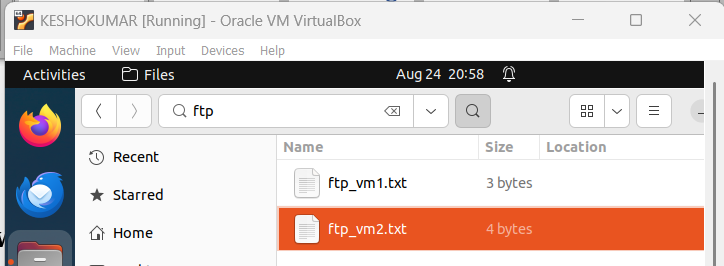 KESHOKUMAR [Running] - Oracle VM VirtualBox
File Machine View Input Devices Help
Activities Files Aug 24 20:58
ftp
Name Size Location
Recent
ftp_vm1.txt 3 bytes
Starred
ftp_vm2.txt 4 bytes
Home